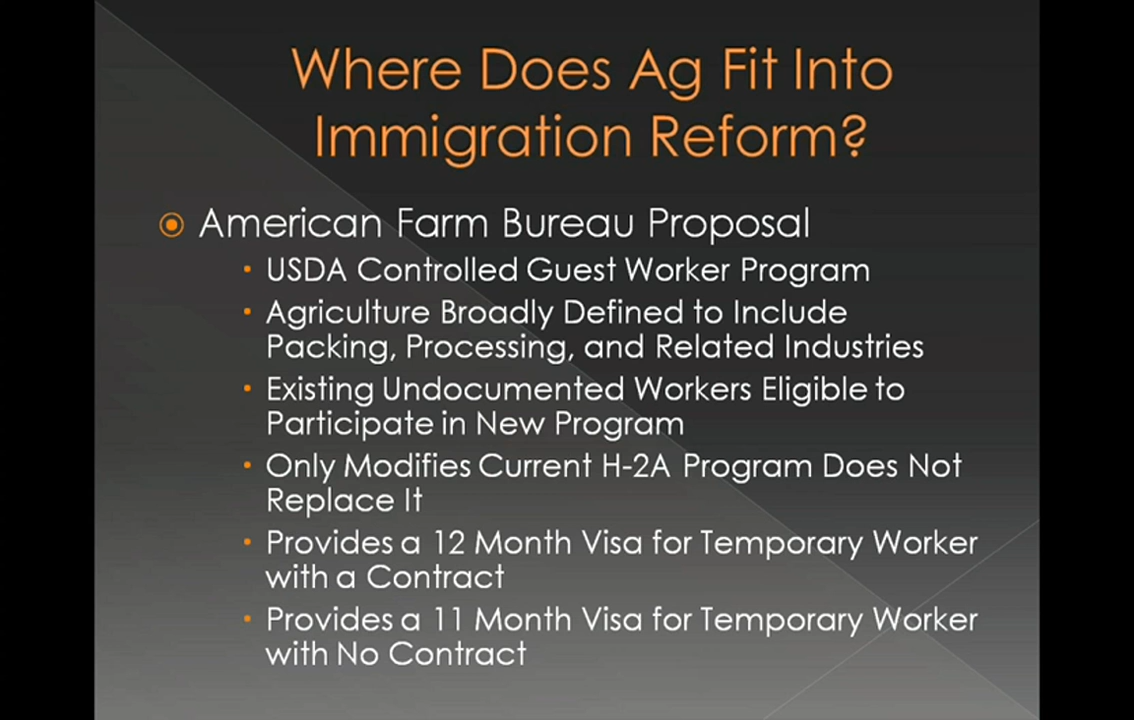 Where Does Ag Fit Into
Immigration Reform?
American Farm Bureau Proposal
USDA Controlled Guest Worker Program
Agriculture Broadly Defined to Include
Packing, Processing, and Related Industries
Existing Undocumented Workers Eligible to
Participate in New Program
Only Modifies Current H-2A Program Does Not
Replace It
Provides a 12 Month Visa for Temporary Worker
with a Contract
Provides a 11 Month Visa for Temporary Worker
with No Contract